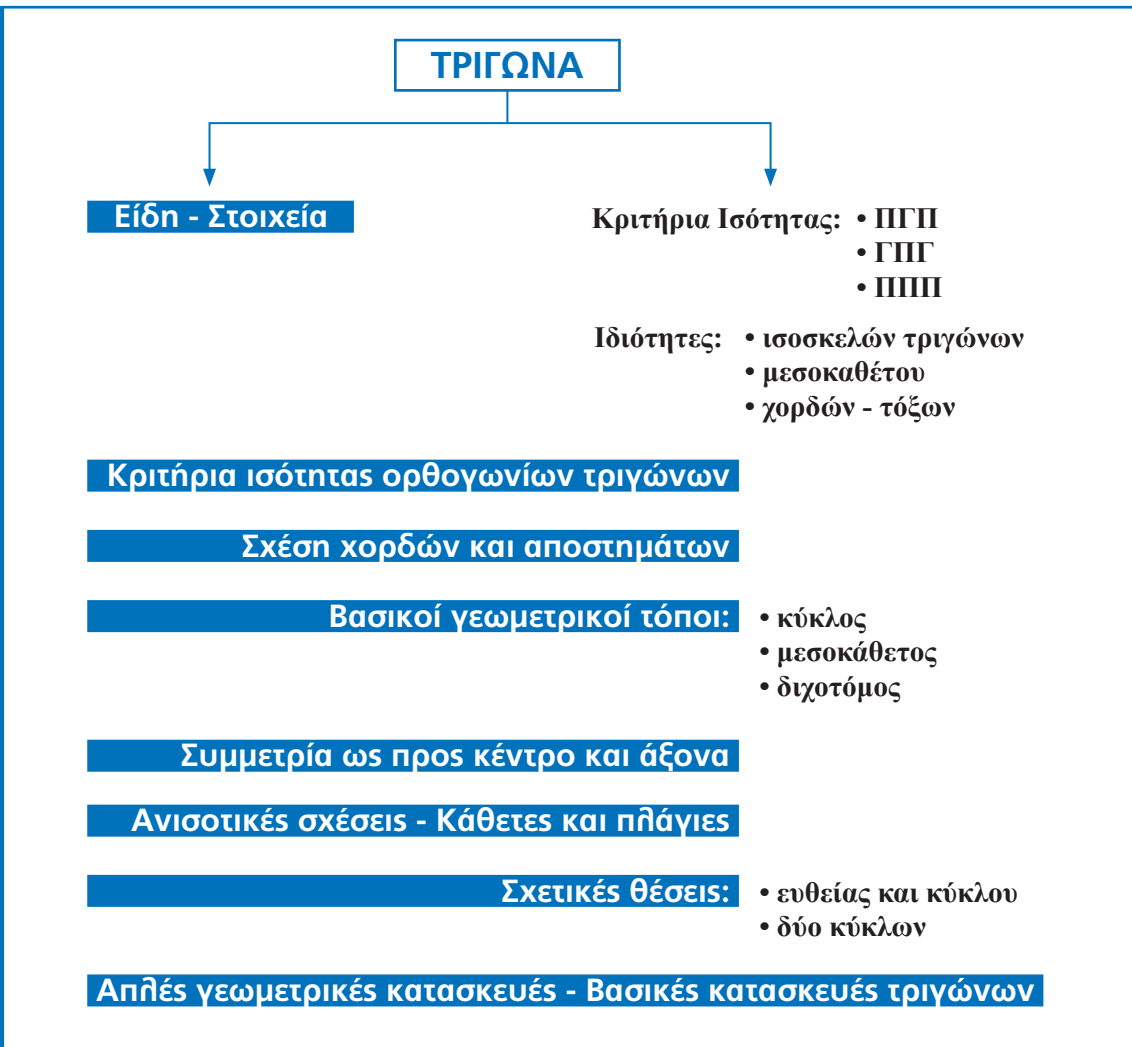 ΤΡΙΓΩΝΑ
Είδη - Στοιχεία
Κριτήρια Ισότητας: • ΠΓΠ
• ΓΠΓ
• ΠΠΠ
Ιδιότητες: • ισοσκελών τριγώνων
• μεσοκαθέτου
• χορδών - τόξων
Κριτήρια ισότητας ορθογωνίων τριγώνων
Σχέση χορδών και αποστημάτων
Βασικοί γεωμετρικοί τόποι: • κύκλος
• μεσοκάθετος
• διχοτόμος
Συμμετρία ως προς κέντρο και άξονα
Ανισοτικές σχέσεις - Κάθετες και πλάγιες
Σχετικές θέσεις: • ευθείας και κύκλου
• δύο κύκλων
Απλές γεωμετρικές κατασκευές - Βασικές κατασκευές τριγώνων